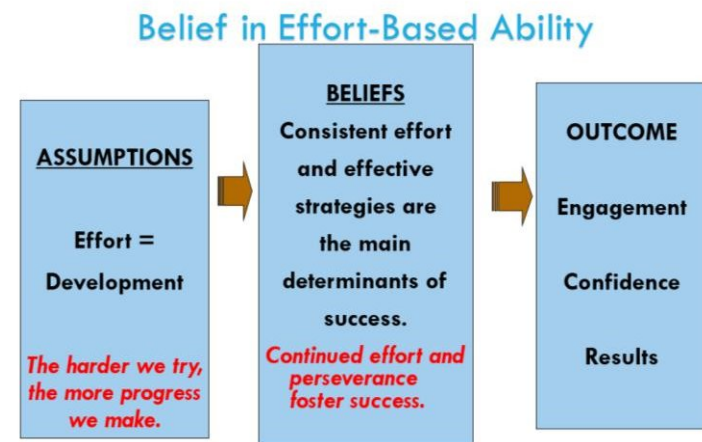 Belief in Effort-Based Ability
ASSUMPTIONS
Effort =
Development
The harder we try,
the more progress
we make.
BELIEFS
Consistent effort
and effective
strategies are
the main
determinants of
success.
Continued effort and
perseverance
foster success.
OUTCOME
Engagement
Confidence
Results